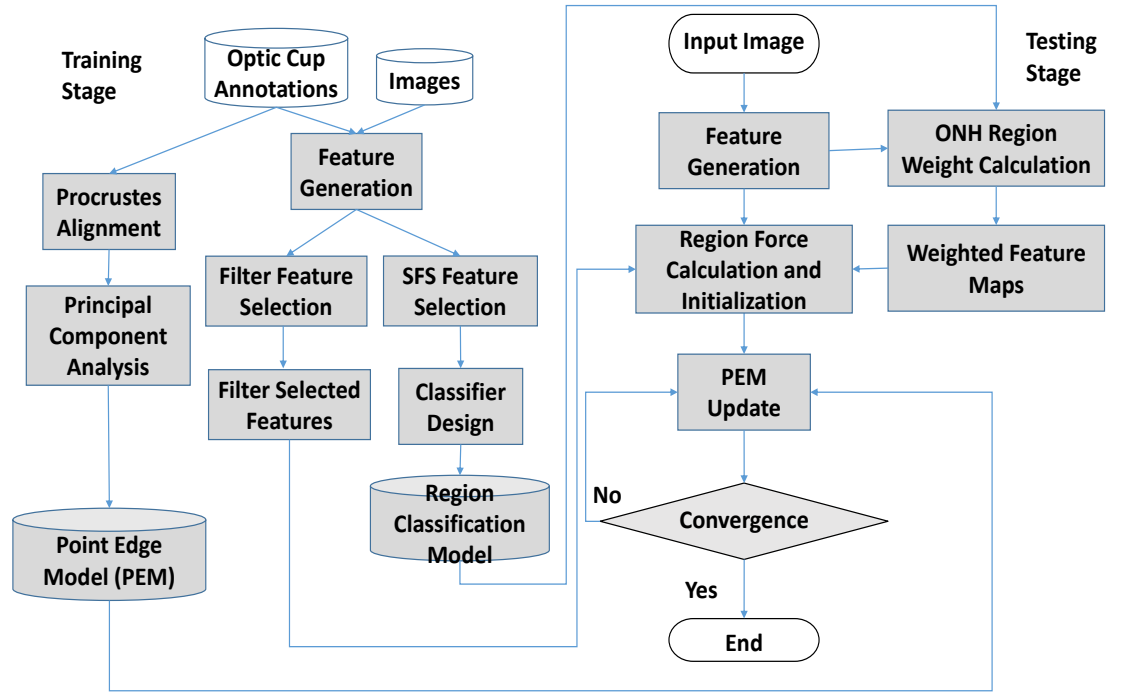 Training
Stage
Optic Cup
Annotations
Images
Feature
Generation
Procrustes
Alignment
Principal
Component
Analysis
Filter Feature
Selection
SFS Feature
Selection
Filter Selected
Features
Classifier
Design
Region
Classification
Model
Point Edge
Model (PEM)
Input Image
Testing
Stage
Feature
Generation
ONH Region
Weight Calculation
Region Force
Calculation and
Initialization
Weighted Feature
Maps
PEM
Update
No
Convergence
Yes
End